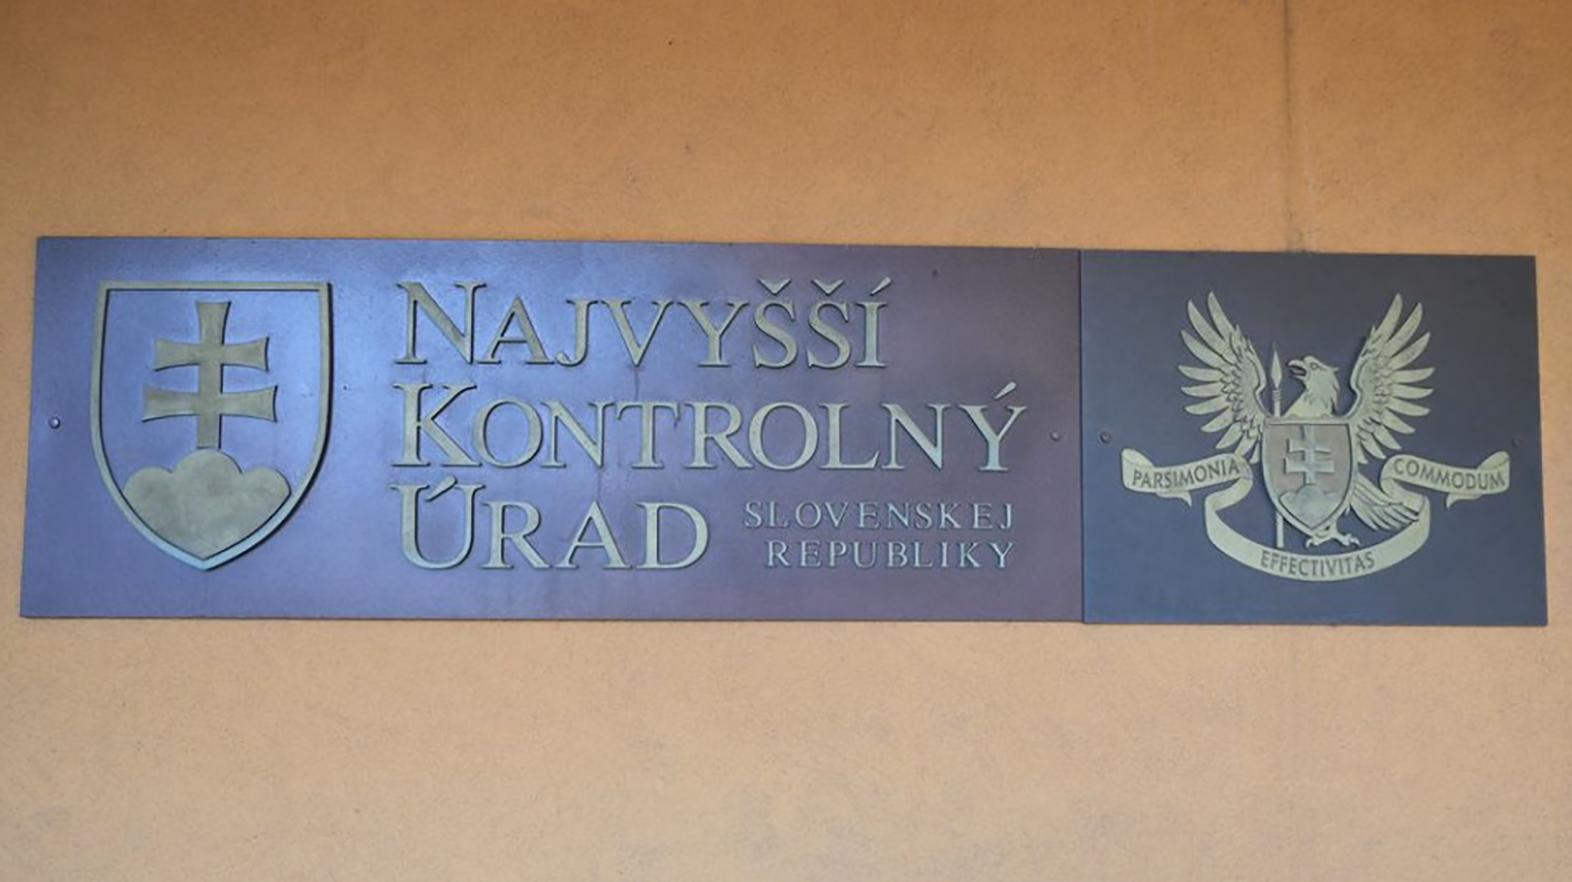 NAJVYŠŠÍ
KONTROLNÝ
ÚRAD
SLOVENSKEJ
REPUBLIKY
PARSIMONIA
EFFECTIVITAS
COMMODUM